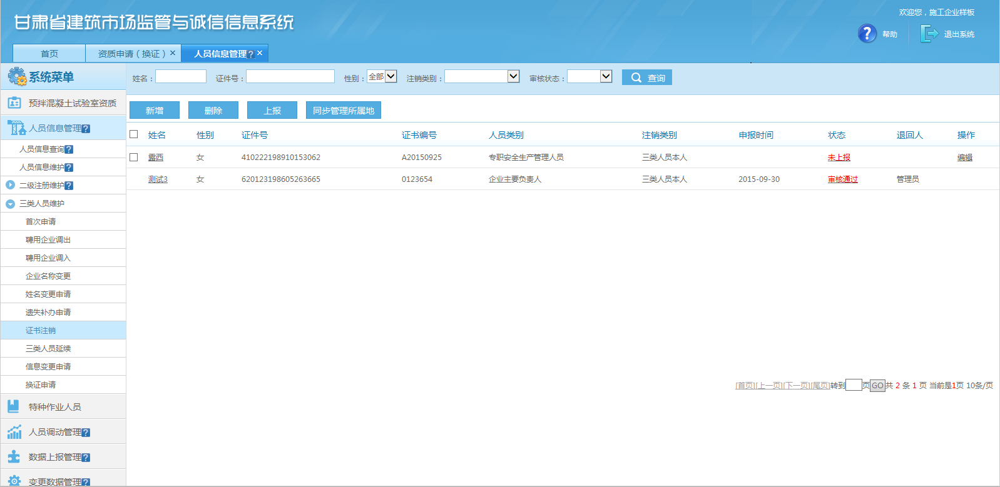 甘肃省建筑市场监管与诚信信息系统
欢迎您，施工企业样板
帮助
退出系统
首页
资质申请（换证）×
人员信息管理?×
系统菜单
姓名：
证件号：
性别：
全部
注销类别：
审核状态：
查询
预拌混凝土试验室资质
人员信息管理?
人员信息查询?
人员信息维护?
二级注册维护?
三类人员维护
首次申请
聘用企业调出
聘用企业调入
企业名称变更
姓名变更申请
遗失补办申请
证书注销
三类人员延续
信息变更申请
换证申请
特种作业人员
人员调动管理?
数据上报管理?
变更数据管理?
新增 删除 上报 同步管理所属地
姓名 性别 证件号 证书编号 人员类别 注销类别 申报时间 状态 退回人 操作
露西 女 410222198910153062 A20150925 专职安全生产管理人员 三类人员本人 未上报 编辑
测试3 女 620123198605263665 0123654 企业主要负责人 三类人员本人 2015-09-30 审核通过 管理员
[首页][上一页][下一页][尾页]转到 页GO共 2 条 1 页 当前是1页 10条/页